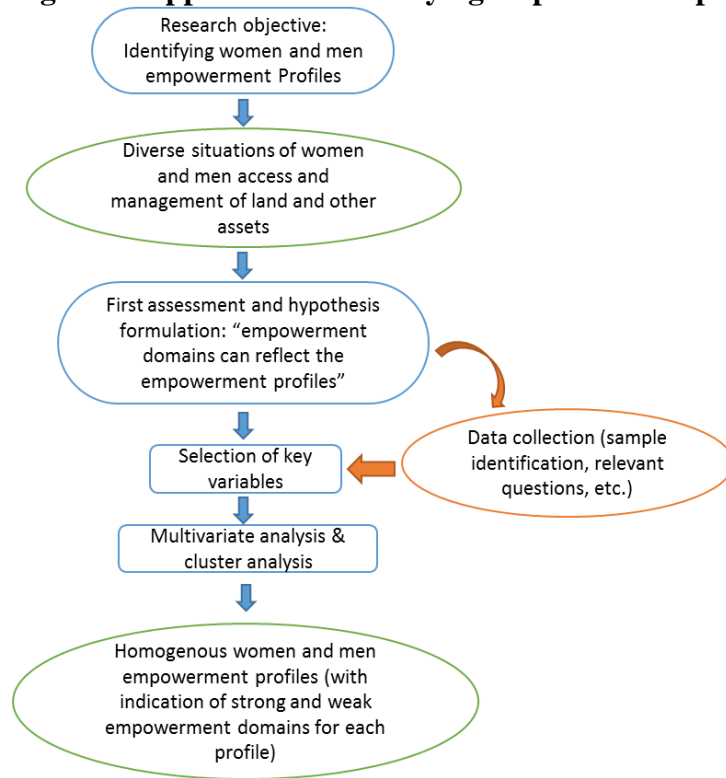 Research objective:
Identifying women and men
empowerment Profiles
Diverse situations of women
and men access and
management of land and other
assets
First assessment and hypothesis
formulation: “empowerment
domains can reflect the
empowerment profiles”
Data collection (sample
identification, relevant
questions, etc.)
Selection of key
variables
Multivariate analysis &
cluster analysis
Homogenous women and men
empowerment profiles (with
indication of strong and weak
empowerment domains for each
profile)